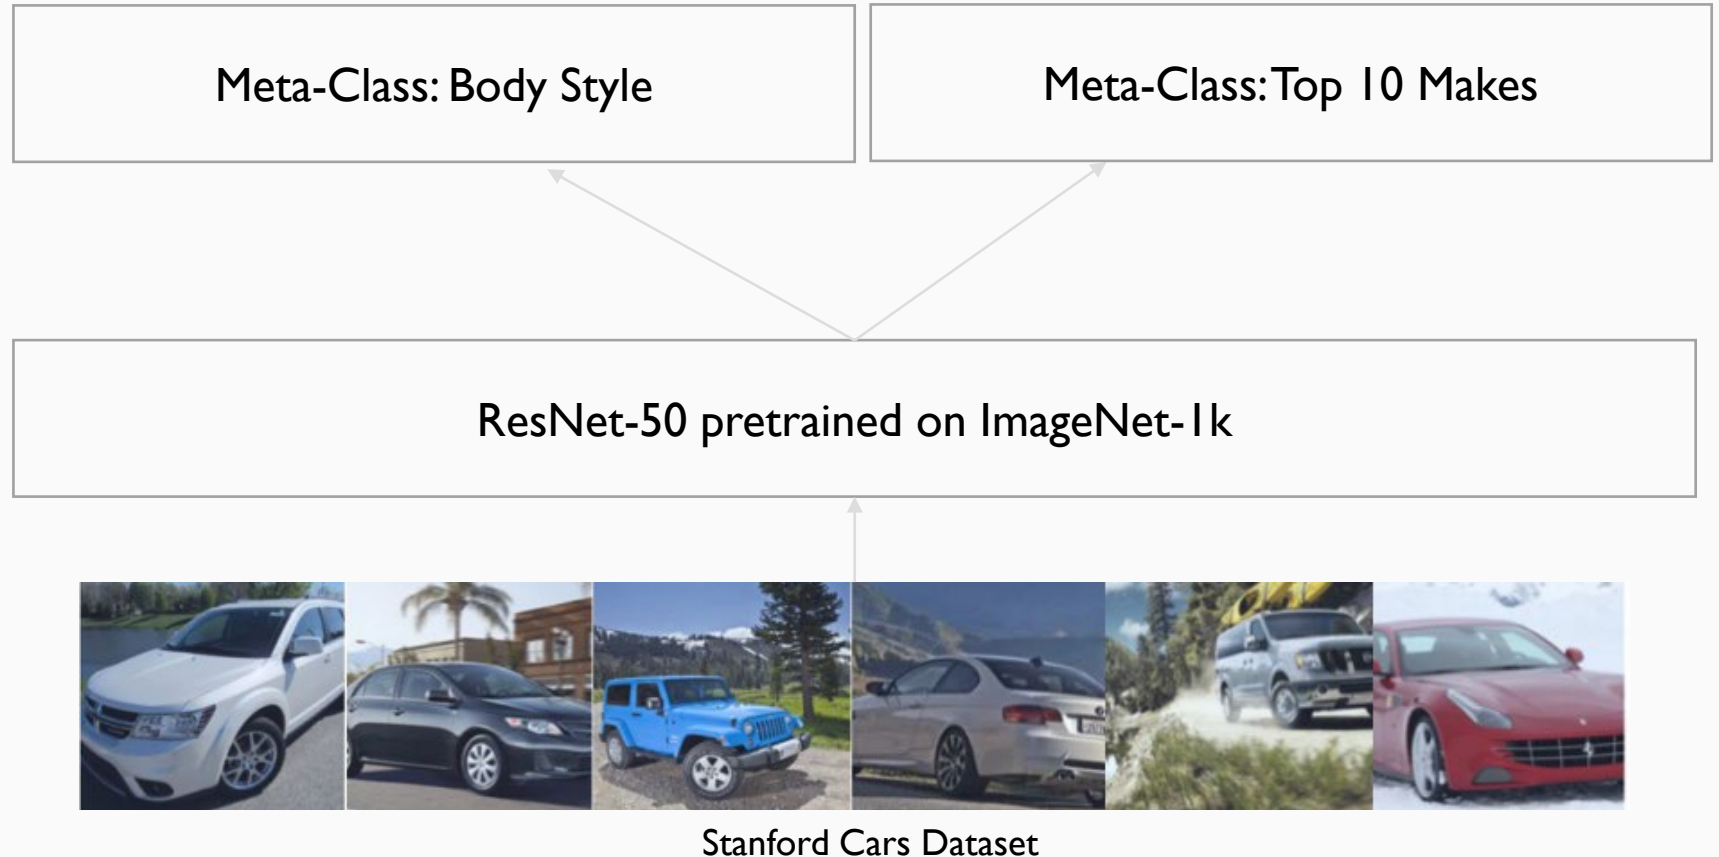 Meta-Class: Body Style
Meta-Class: Top 10 Makes
ResNet-50 pretrained on ImageNet-1k
Stanford Cars Dataset